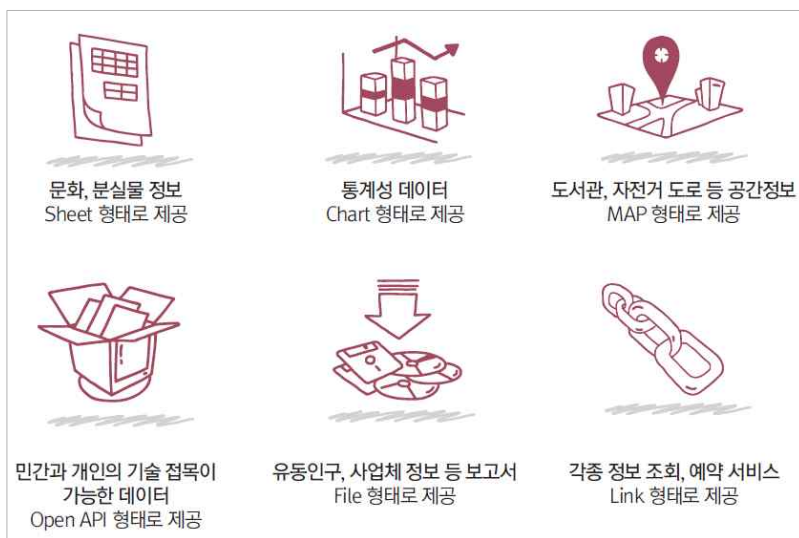 문화, 분실물 정보
Sheet 형태로 제공
통계성 데이터
Chart 형태로 제공
도서관, 자전거 도로 등 공간정보
MAP 형태로 제공
민간과 개인의 기술 접목이
가능한 데이터
Open API 형태로 제공
유동인구, 사업체 정보 등 보고서
File 형태로 제공
각종 정보 조회, 예약 서비스
Link 형태로 제공